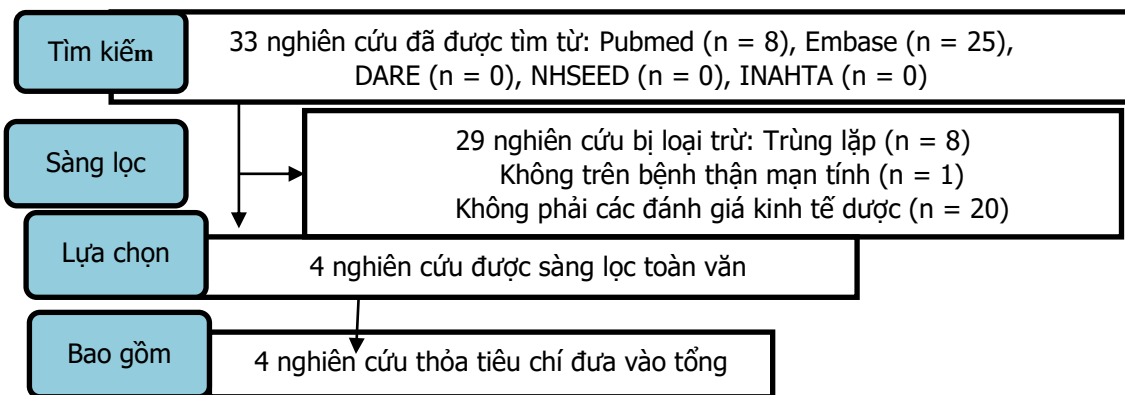 Tìm kiếm
33 nghiên cứu đã được tìm từ: Pubmed (n = 8), Embase (n = 25),
DARE (n = 0), NHSEED (n = 0), INAHTA (n = 0)
Sàng lọc
29 nghiên cứu bị loại trừ: Trùng lặp (n = 8)
Không trên bệnh thận mạn tính (n = 1)
Không phải các đánh giá kinh tế dược (n = 20)
Lựa chọn
4 nghiên cứu được sàng lọc toàn văn
Bao gồm
4 nghiên cứu thỏa tiêu chí đưa vào tổng